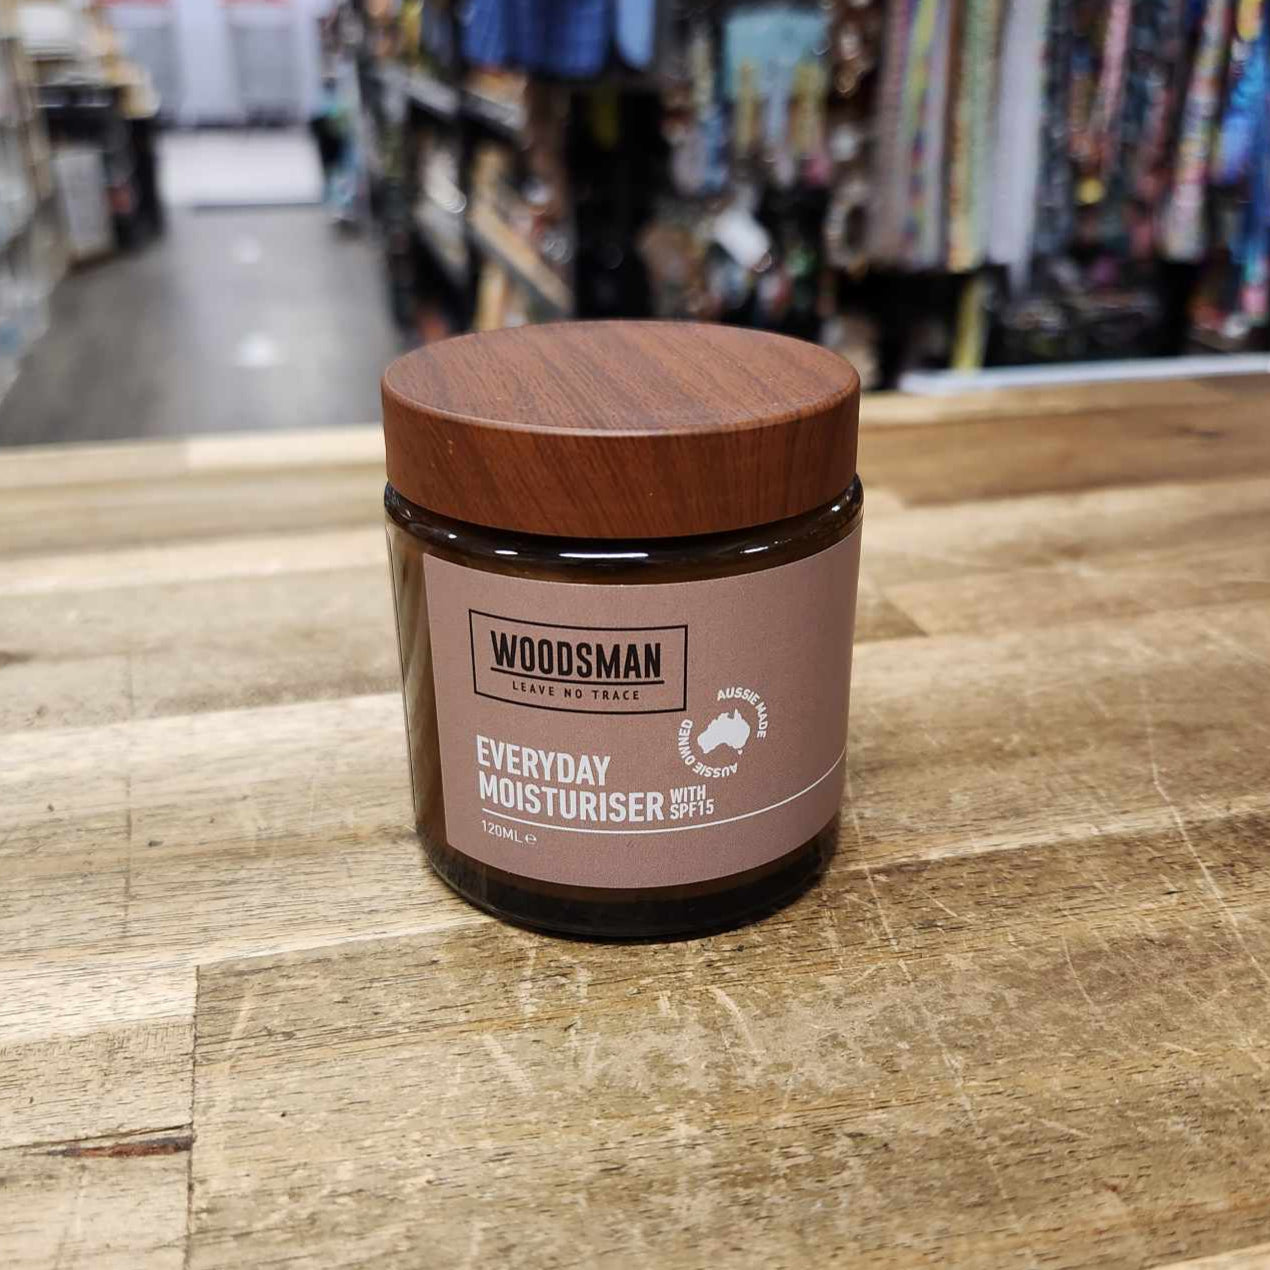 WOODSMAN
LEAVE NO TRACE
AUSSIE MADE
AUSSIE OWNED
EVERYDAY
MOISTURISER WITH
SPF15
120ML ℮